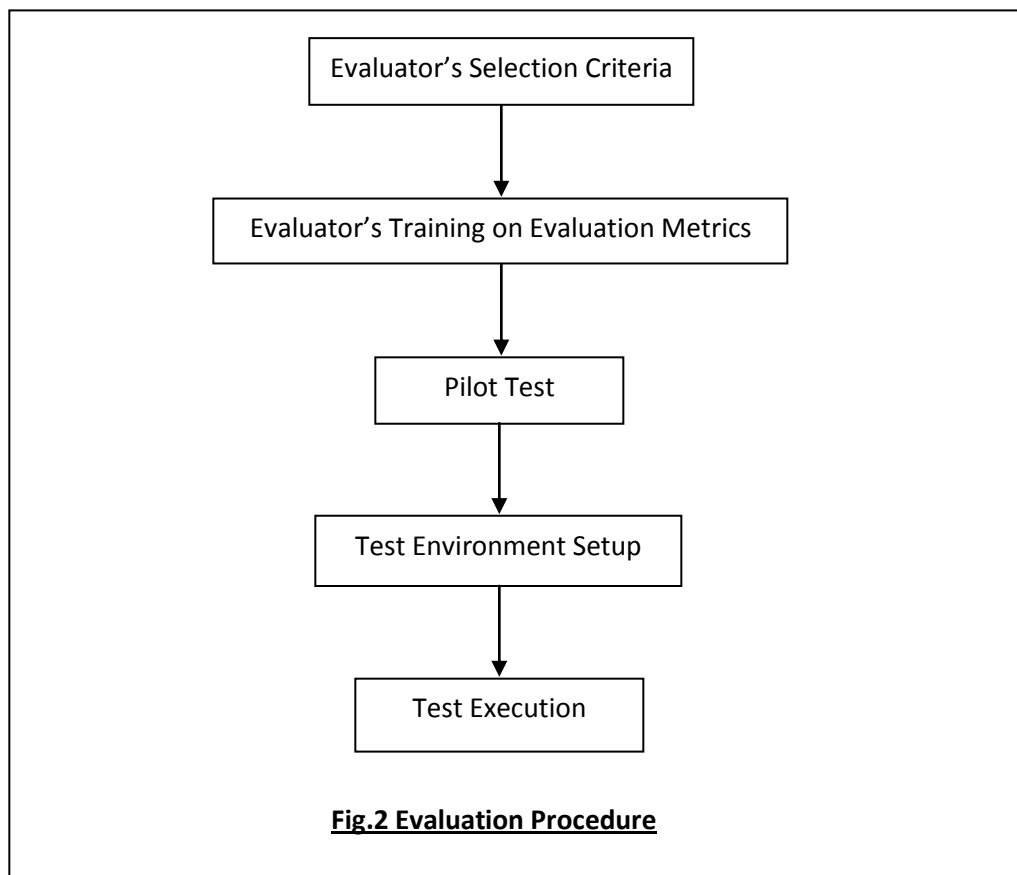 Evaluator’s Selection Criteria
Evaluator’s Training on Evaluation Metrics
Pilot Test
Test Environment Setup
Test Execution
Fig.2 Evaluation Procedure